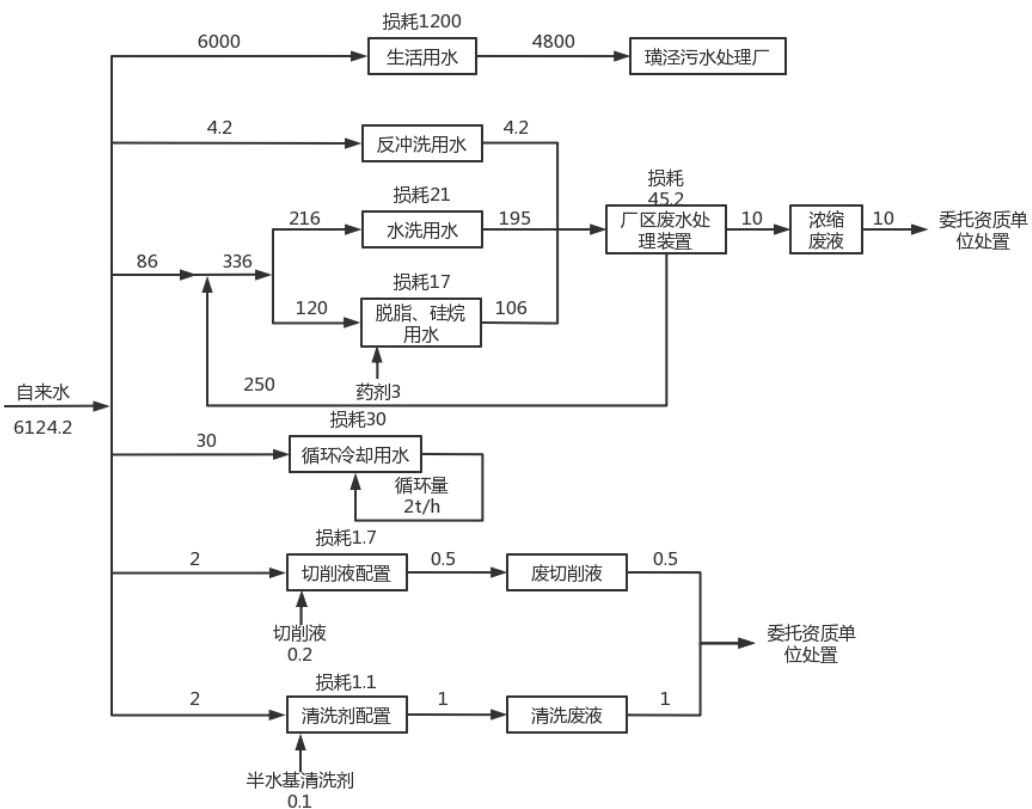 损耗1200
6000
生活用水
4800
璜泾污水处理厂
4.2
反冲洗用水
4.2
损耗21
216
水洗用水
195
损耗
45.2
厂区废水处
理装置
10
浓缩
废液
10
委托资质单
位处置
86
336
损耗17
120
脱脂、硅烷
用水
106
药剂3
250
自来水
6124.2
损耗30
30
循环冷却用水
循环量
2t/h
损耗1.7
2
切削液配置
0.5
废切削液
0.5
切削液
0.2
委托资质单
位处置
损耗1.1
2
清洗剂配置
1
清洗废液
1
半水基清洗剂
0.1